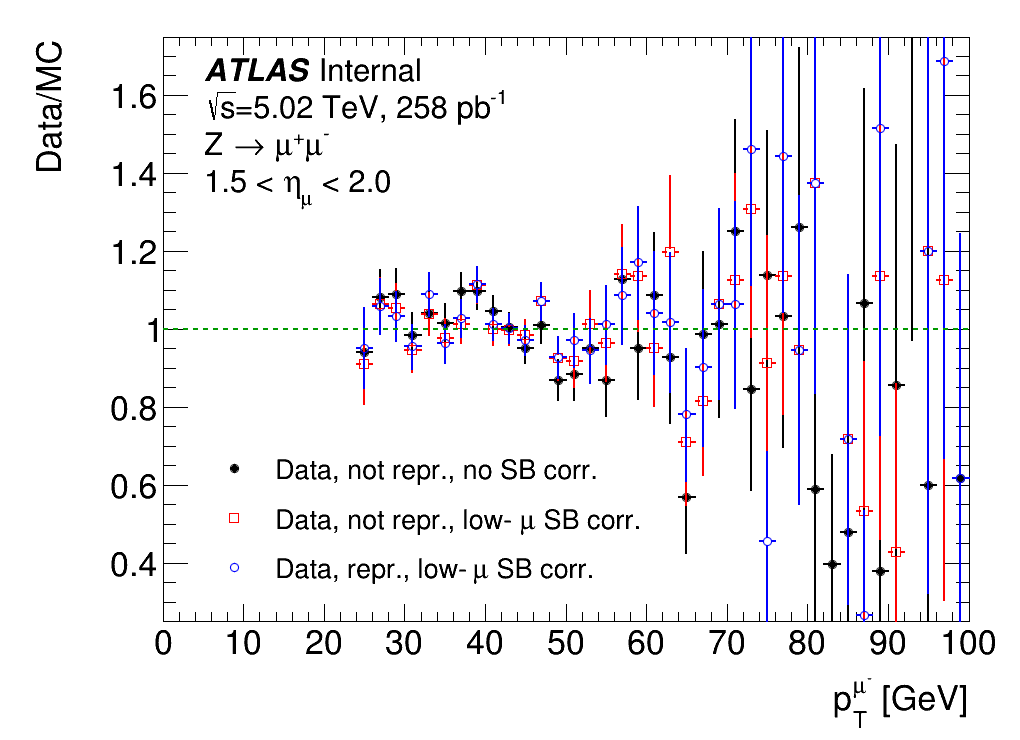 Data/MC
ATLAS Internal
√s=5.02 TeV, 258 pb⁻¹
Z → μ⁺μ⁻
1.5 < η_μ < 2.0
1.6
1.4
1.2
1
0.8
0.6
0.4
Data, not repr., no SB corr.
Data, not repr., low- μ SB corr.
Data, repr., low- μ SB corr.
0 10 20 30 40 50 60 70 80 90 100
p_T^μ⁻ [GeV]